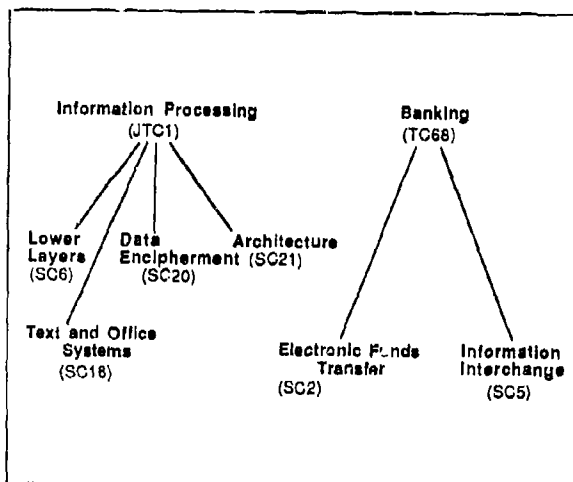 Information Processing
(JTC1)
Banking
(TC68)
Lower
Layers
(SC6)
Data
Encipherment
(SC20)
Architecture
(SC21)
Text and Office
Systems
(SC18)
Electronic Funds
Transfer
(SC2)
Information
Interchange
(SC5)